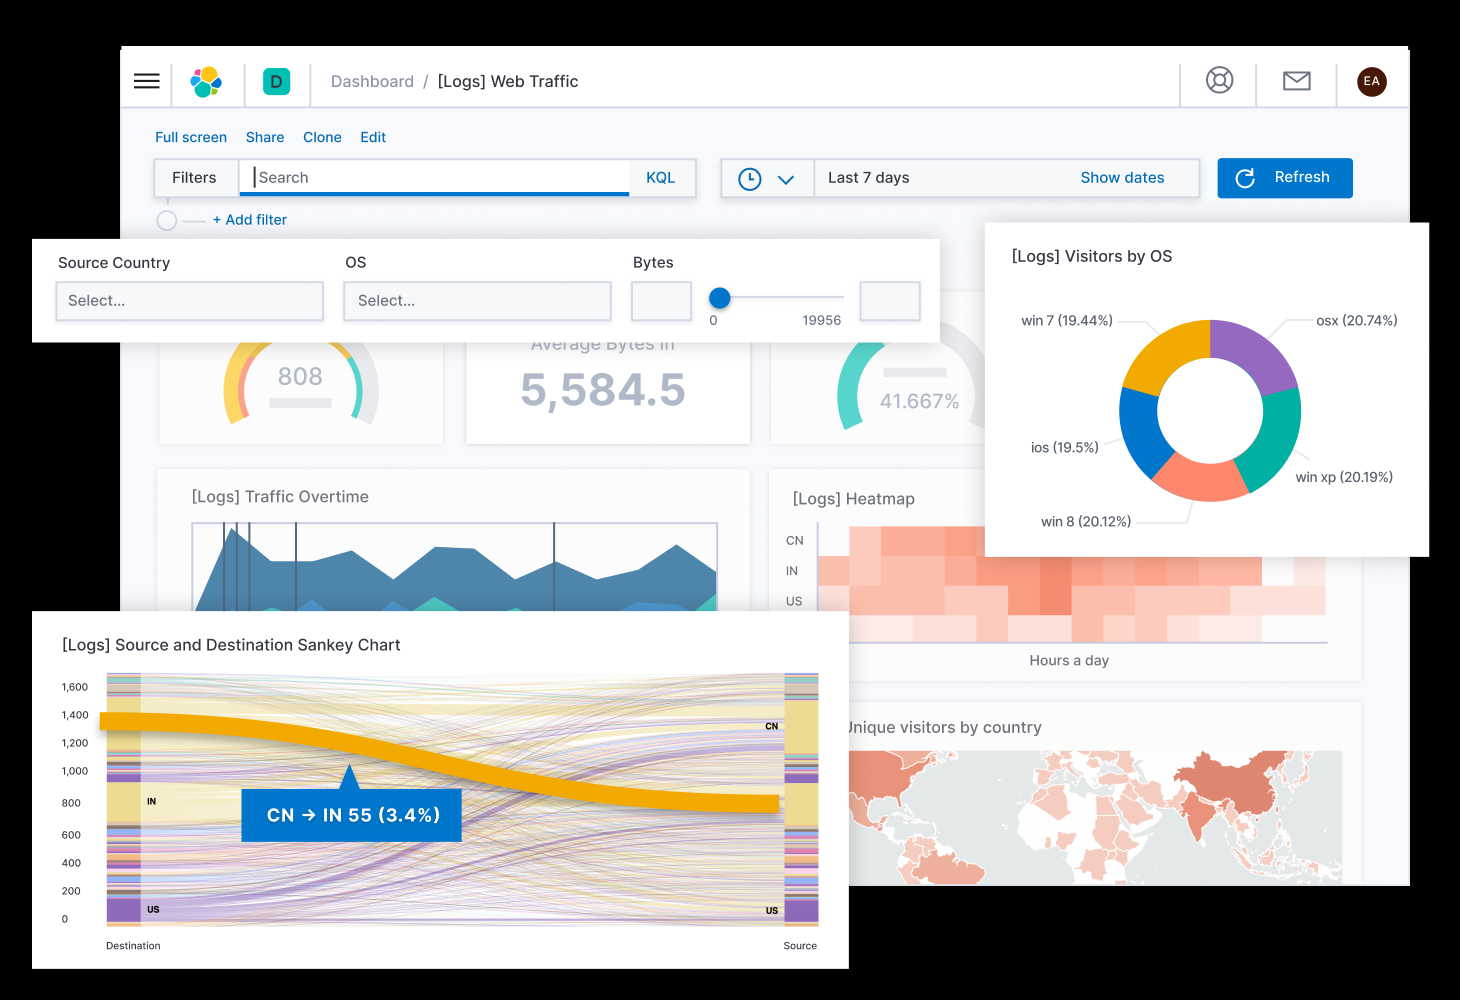 D
Dashboard / [Logs] Web Traffic
EA
Full screen Share Clone Edit
Filters
Search
KQL
Last 7 days
Show dates
Refresh
+ Add filter
Source Country
Select...
OS
Select...
Bytes
0
19956
[Logs] Visitors by OS
win 7 (19.44%)
osx (20.74%)
ios (19.5%)
win xp (20.19%)
win 8 (20.12%)
808
Average Bytes In
5,584.5
41.667%
[Logs] Traffic Overtime
[Logs] Heatmap
CN
IN
US
Hours a day
[Logs] Source and Destination Sankey Chart
1,600
1,400
1,200
1,000
800
600
400
200
0
IN
US
CN
US
CN → IN 55 (3.4%)
Destination
Source
Unique visitors by country